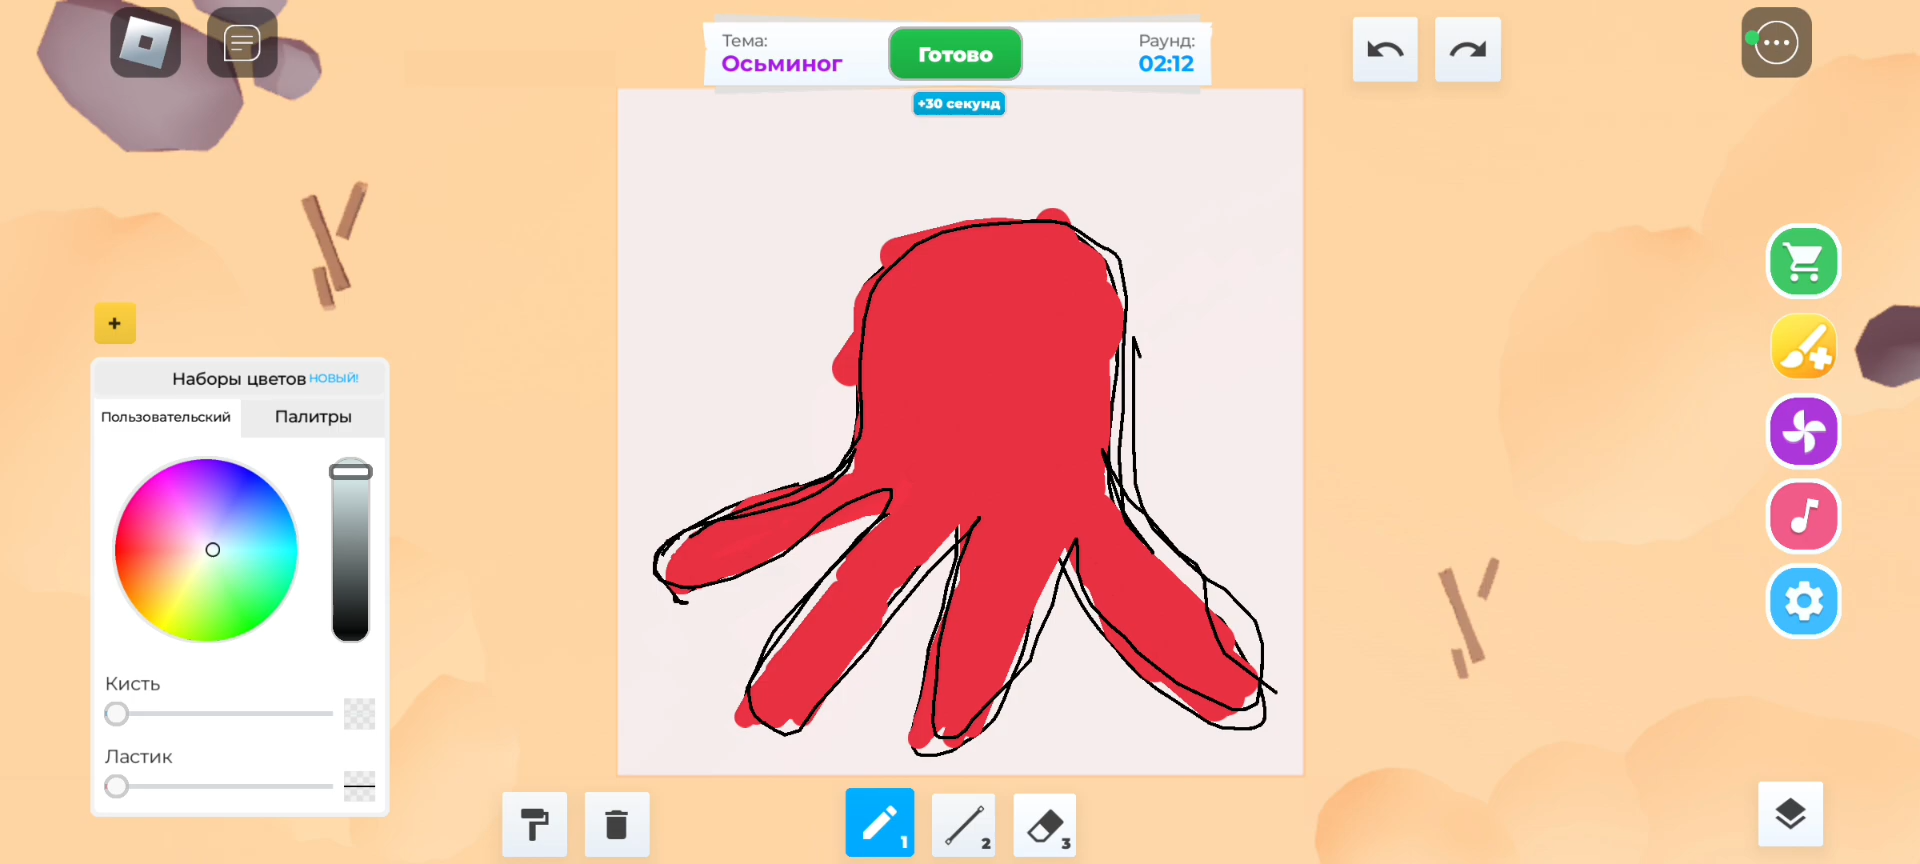 Тема:
Осьминог
Готово
Раунд:
02:12
+30 секунд
+
Наборы цветов НОВЫЙ!
Пользовательский
Палитры
Кисть
Ластик
1
2
3